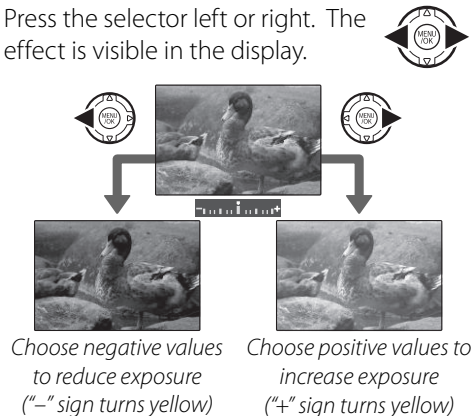 Press the selector left or right. The
effect is visible in the display.
MENU
/OK
MENU
/OK
MENU
/OK
– +
Choose negative values
to reduce exposure
(“–” sign turns yellow)
Choose positive values to
increase exposure
(“+” sign turns yellow)